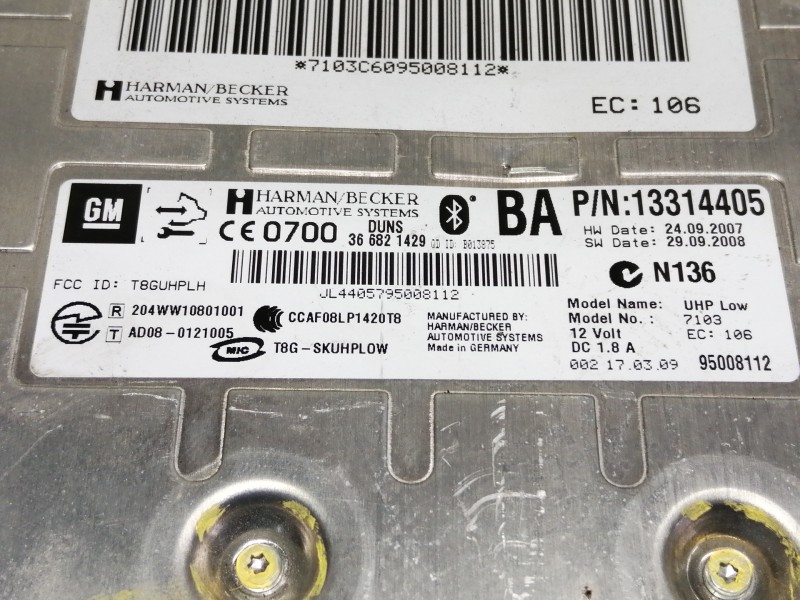 *7103C6095008112*
HARMAN/BECKER
AUTOMOTIVE SYSTEMS
EC: 106
GM
HARMAN/BECKER
AUTOMOTIVE SYSTEMS
BA
P/N:13314405
CE 0700
DUNS
36 682 1429
GD ID: B013875
HW Date: 24.09.2007
SW Date: 29.09.2008
N136
FCC ID: T8GUHPLH
JL4405795008112
R 204WW10801001
T AD08-0121005
CCAF08LP1420T8
MIC T8G-SKUHPLOW
MANUFACTURED BY:
HARMAN/BECKER
AUTOMOTIVE SYSTEMS
Made in GERMANY
Model Name: UHP Low
Model No.: 7103
12 Volt EC: 106
DC 1.8 A
002 17.03.09 95008112